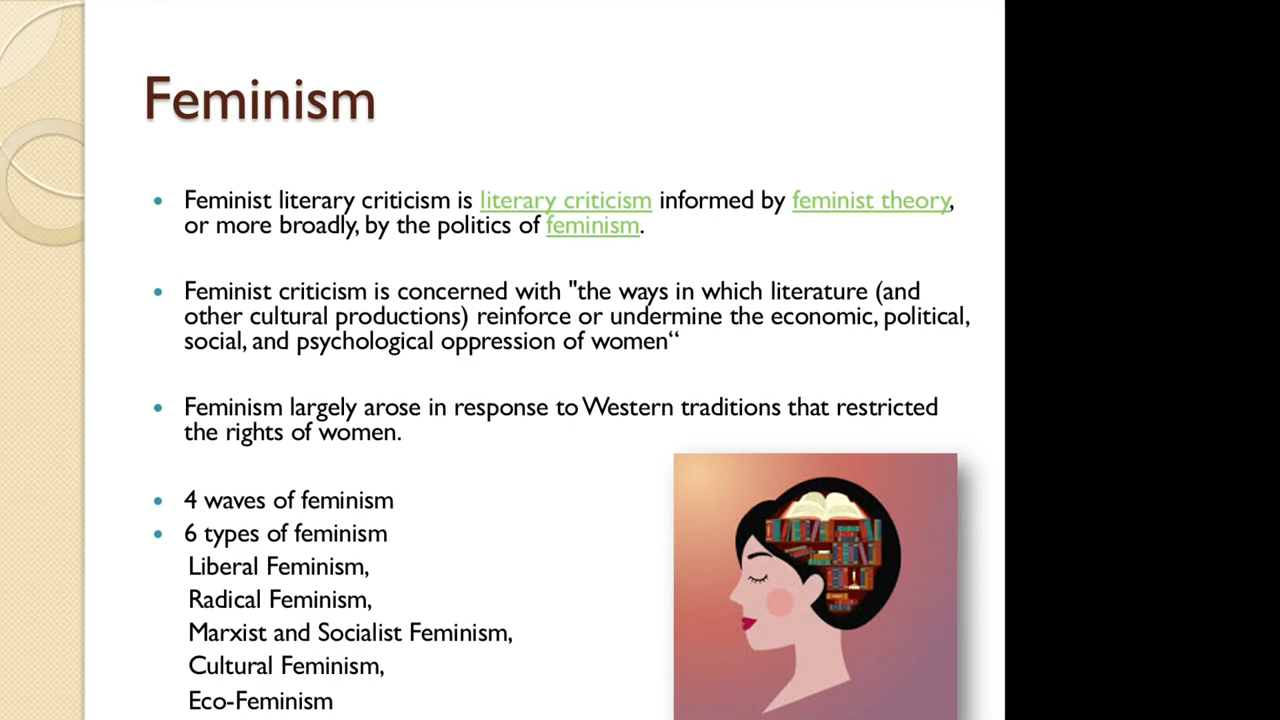 Feminism
Feminist literary criticism is literary criticism informed by feminist theory,
or more broadly, by the politics of feminism.
Feminist criticism is concerned with "the ways in which literature (and
other cultural productions) reinforce or undermine the economic, political,
social, and psychological oppression of women“
Feminism largely arose in response to Western traditions that restricted
the rights of women.
4 waves of feminism
6 types of feminism
Liberal Feminism,
Radical Feminism,
Marxist and Socialist Feminism,
Cultural Feminism,
Eco-Feminism